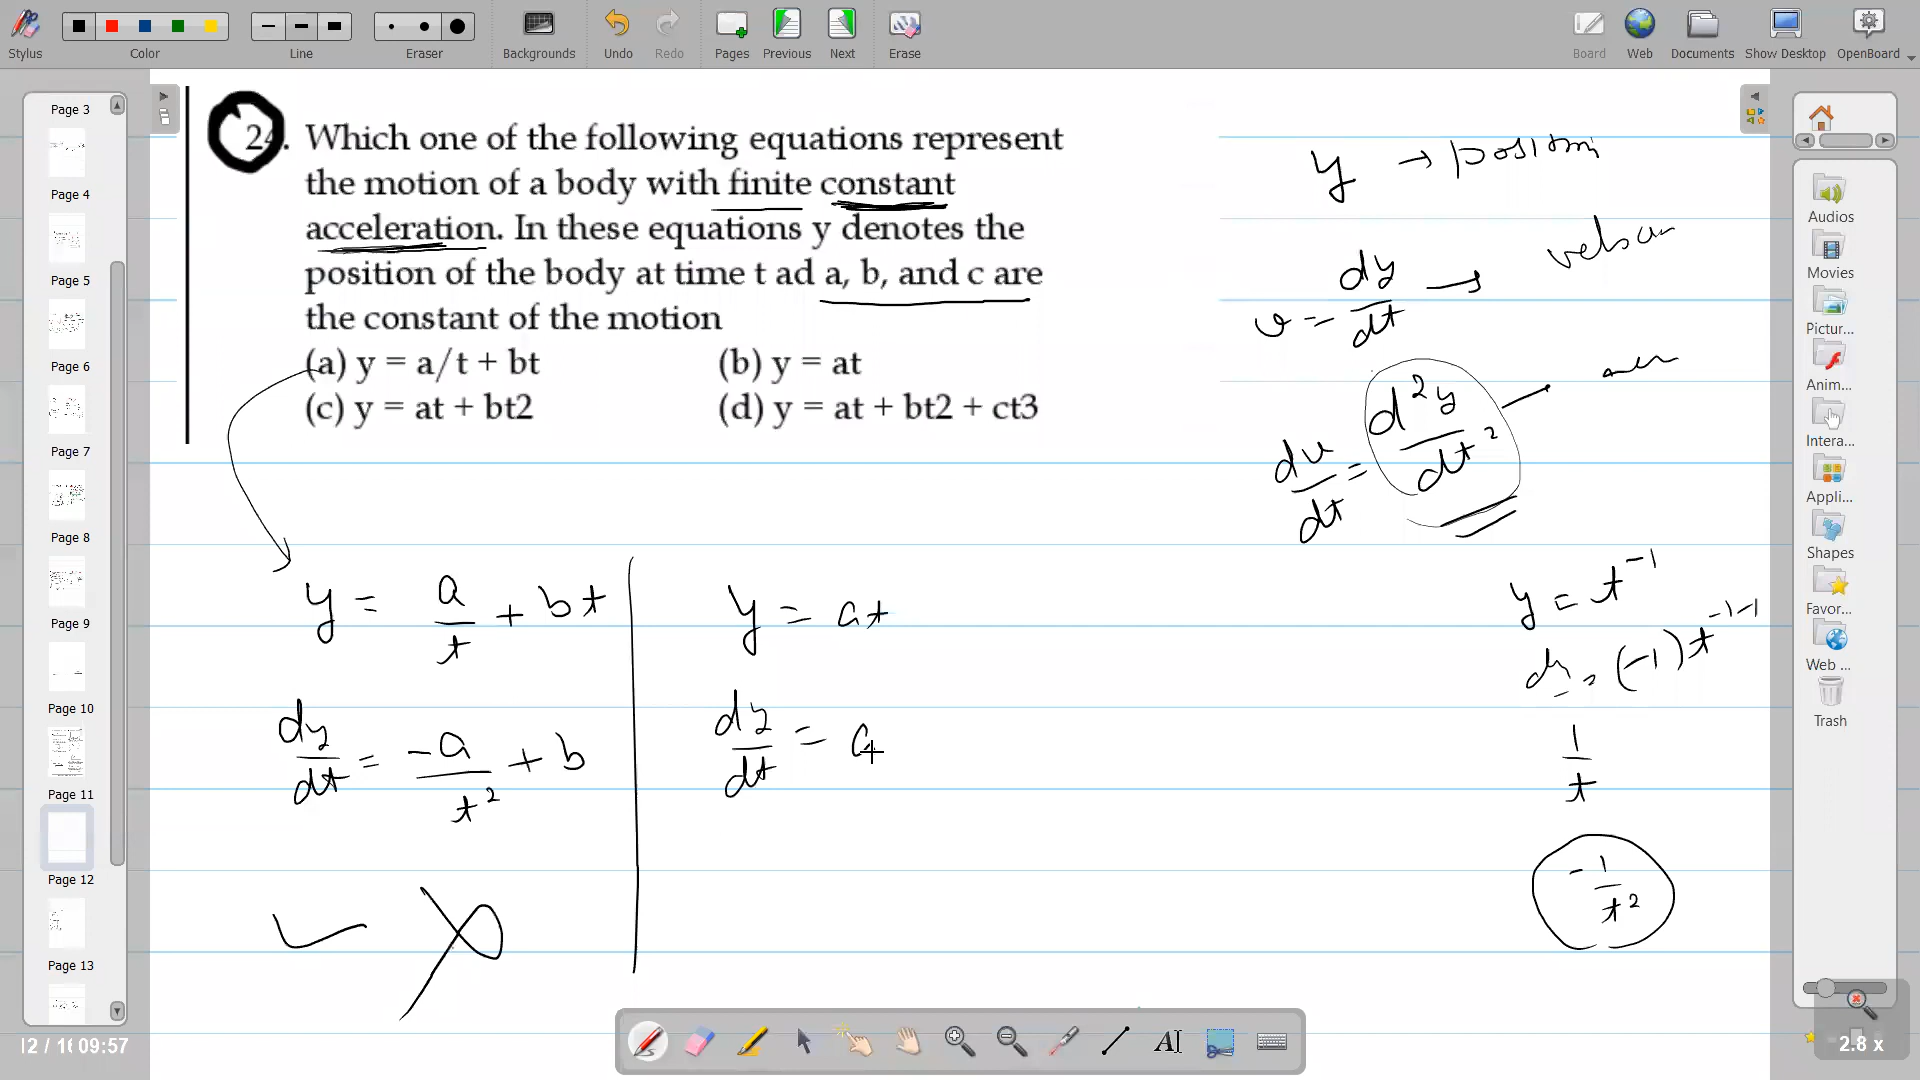 Stylus
Color
Line
Eraser
Backgrounds
Undo
Redo
Pages
Previous
Next
Erase
Board
Web
Documents
Show Desktop
OpenBoard
Page 3
Page 4
Page 5
Page 6
Page 7
Page 8
Page 9
Page 10
Page 11
Page 12
Page 13
24. Which one of the following equations represent
the motion of a body with finite constant
acceleration. In these equations y denotes the
position of the body at time t ad a, b, and c are
the constant of the motion
(a) y = a/t + bt (b) y = at
(c) y = at + bt2 (d) y = at + bt2 + ct3
y → position
v = dy/dt →
du/dt = d²y/dt²
y = a/t + bt
dy/dt = -a/t² + b
y = at
dy/dt = a
y = t⁻¹
dy = (-1) t⁻¹⁻¹
1/t
-1/t²
Audios
Movies
Pictur...
Anim...
Intera...
Appli...
Shapes
Favor...
Web ...
Trash
12 / 16 09:57
2.8 x